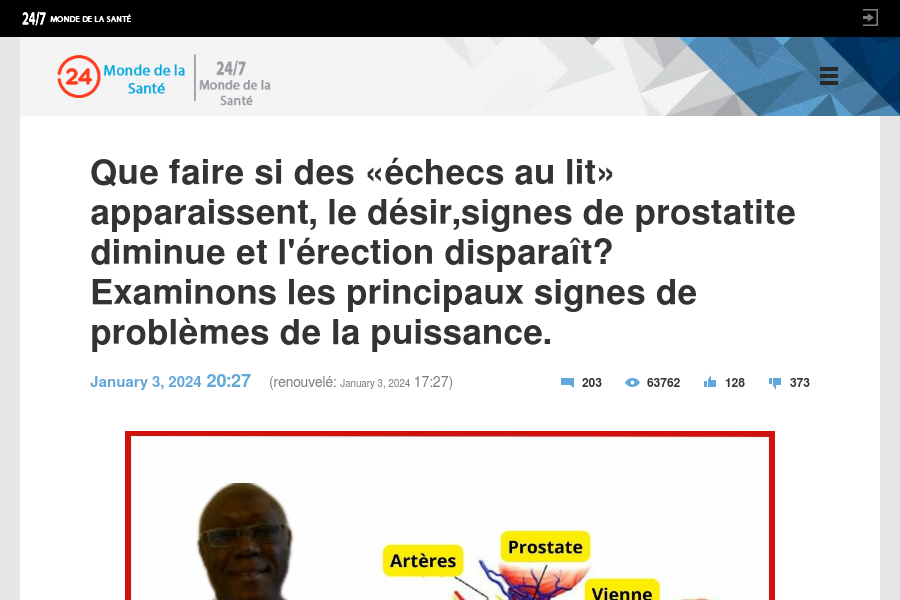 24/7 MONDE DE LA SANTÉ
24 Monde de la Santé
24/7 Monde de la Santé
Que faire si des «échecs au lit»
apparaissent, le désir,signes de prostatite
diminue et l'érection disparaît?
Examinons les principaux signes de
problèmes de la puissance.
January 3, 2024 20:27 (renouvelé: January 3, 2024 17:27) 203 63762 128 373
Prostate
Artères
Vienne